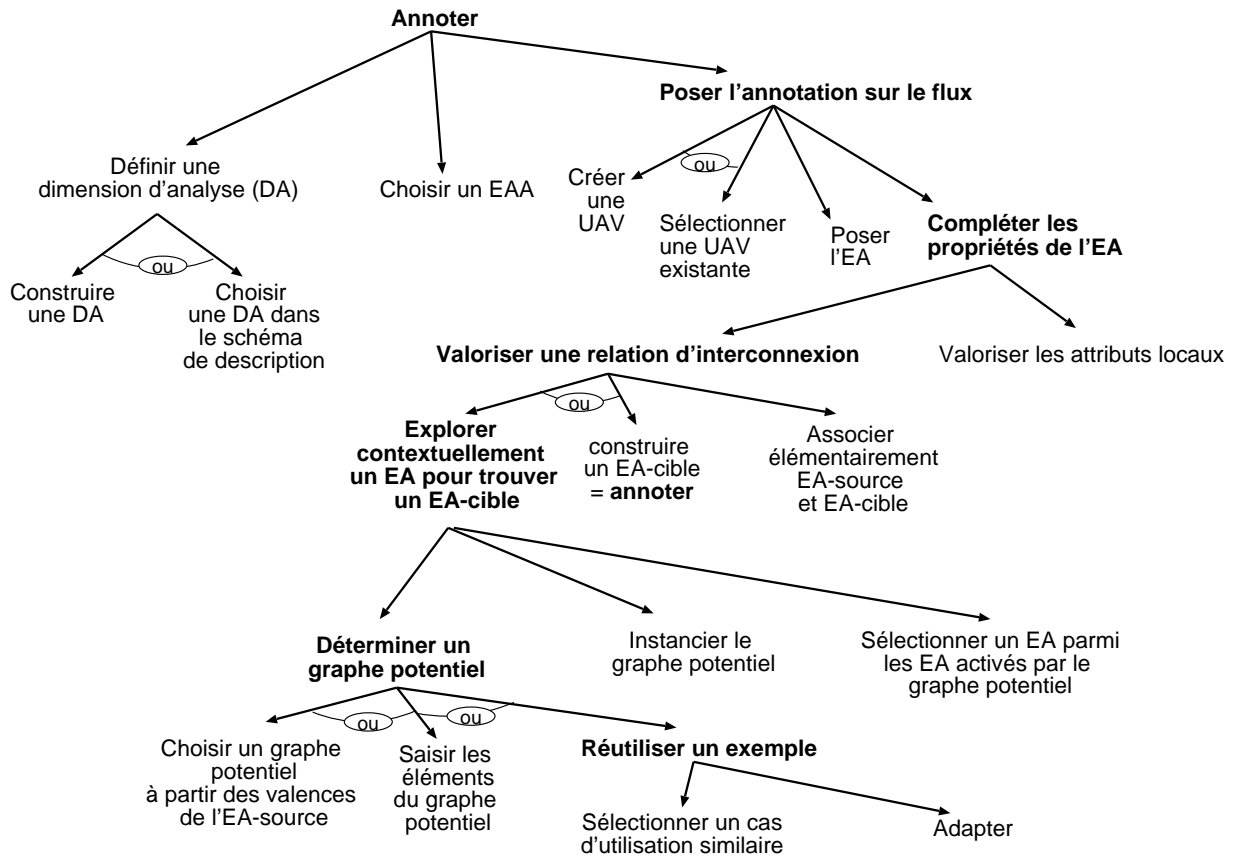 Annoter
Poser l'annotation sur le flux
Définir une
dimension d'analyse (DA)
Choisir un EAA
Créer
une
UAV
ou
Sélectionner
une UAV
existante
Poser
l'EA
Compléter les
propriétés de l'EA
ou
Construire
une DA
Choisir
une DA dans
le schéma
de description
Valoriser une relation d'interconnexion
Valoriser les attributs locaux
ou
Explorer
contextuellement
un EA pour trouver
un EA-cible
construire
un EA-cible
= annoter
Associer
élémentairement
EA-source
et EA-cible
Déterminer un
graphe potentiel
Instancier le
graphe potentiel
Sélectionner un EA parmi
les EA activés par le
graphe potentiel
ou
ou
Choisir un graphe
potentiel
à partir des valences
de l'EA-source
Saisir les
éléments
du graphe
potentiel
Réutiliser un exemple
Sélectionner un cas
d'utilisation similaire
Adapter